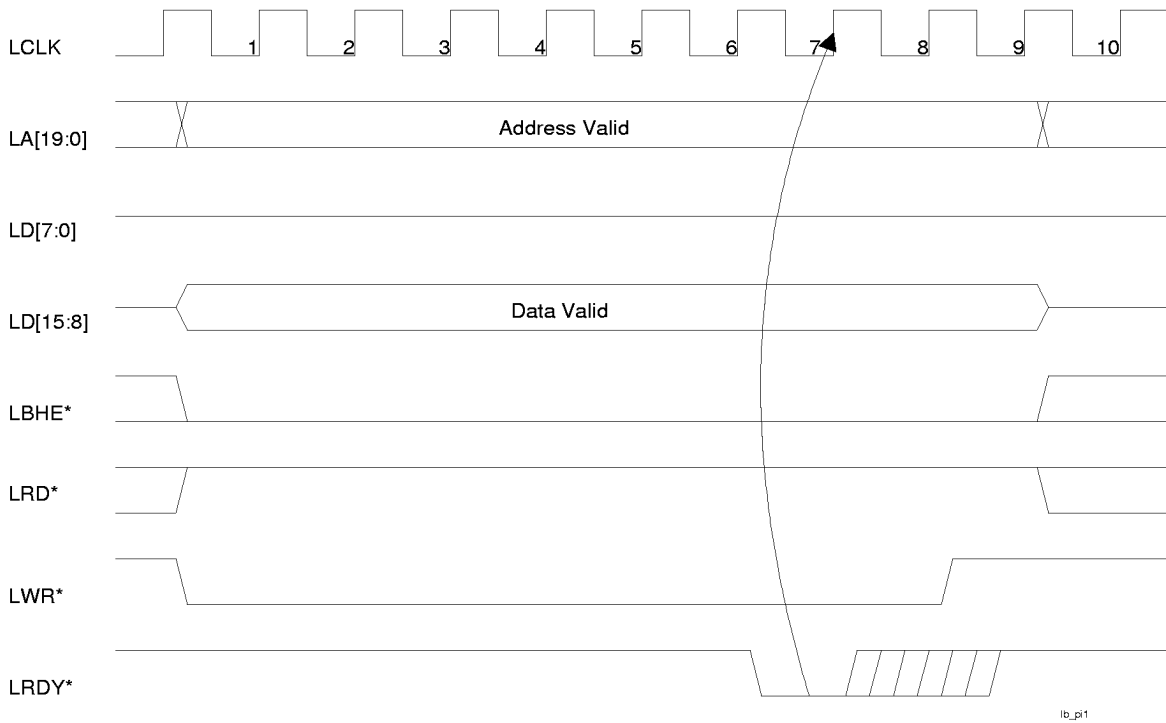 LCLK
1 2 3 4 5 6 7 8 9 10
LA[19:0]
Address Valid
LD[7:0]
LD[15:8]
Data Valid
LBHE*
LRD*
LWR*
LRDY*
lb_pi1